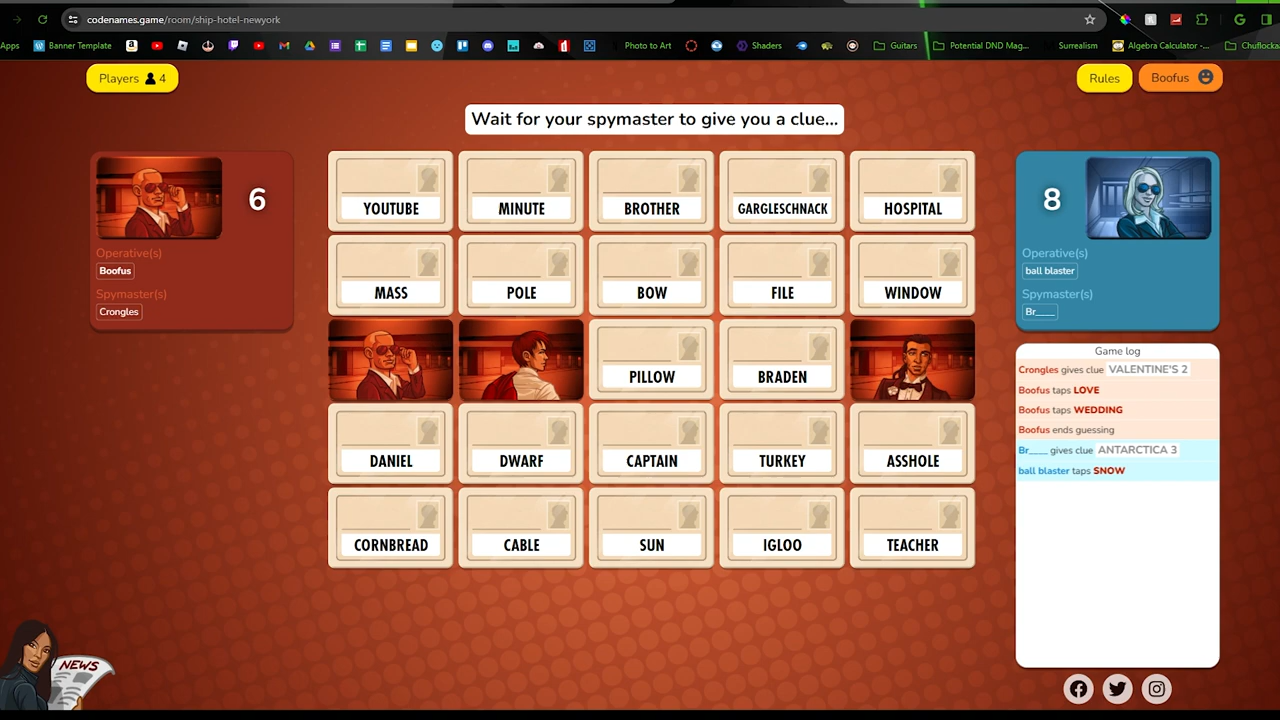 codenames.game/room/ship-hotel-newyork
Apps Banner Template Photo to Art Shaders Guitars Potential DND Mag... Surrealism Algebra Calculator -...
Players 4
Rules
Boofus
Wait for your spymaster to give you a clue...
6
Operative(s)
Boofus
Spymaster(s)
Crongles
YOUTUBE
MINUTE
BROTHER
GARGLESCHNACK
HOSPITAL
MASS
POLE
BOW
FILE
WINDOW
PILLOW
BRADEN
DANIEL
DWARF
CAPTAIN
TURKEY
ASSHOLE
CORNBREAD
CABLE
SUN
IGLOO
TEACHER
8
Operative(s)
ball blaster
Spymaster(s)
Br____
Game log
Crongles gives clue VALENTINE'S 2
Boofus taps LOVE
Boofus taps WEDDING
Boofus ends guessing
Br____ gives clue ANTARCTICA 3
ball blaster taps SNOW
NEWS